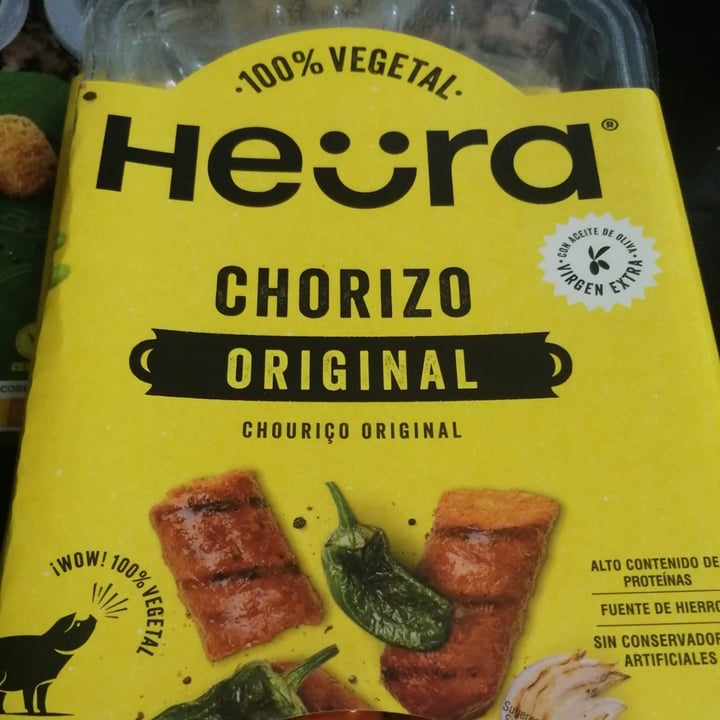 ·100% VEGETAL·
Heüra®
·CON ACEITE DE OLIVA·
VIRGEN EXTRA
CHORIZO
ORIGINAL
CHOURIÇO ORIGINAL
¡WOW! 100% VEGETAL
ALTO CONTENIDO DE
PROTEÍNAS
FUENTE DE HIERRO
SIN CONSERVADOR
ARTIFICIALES